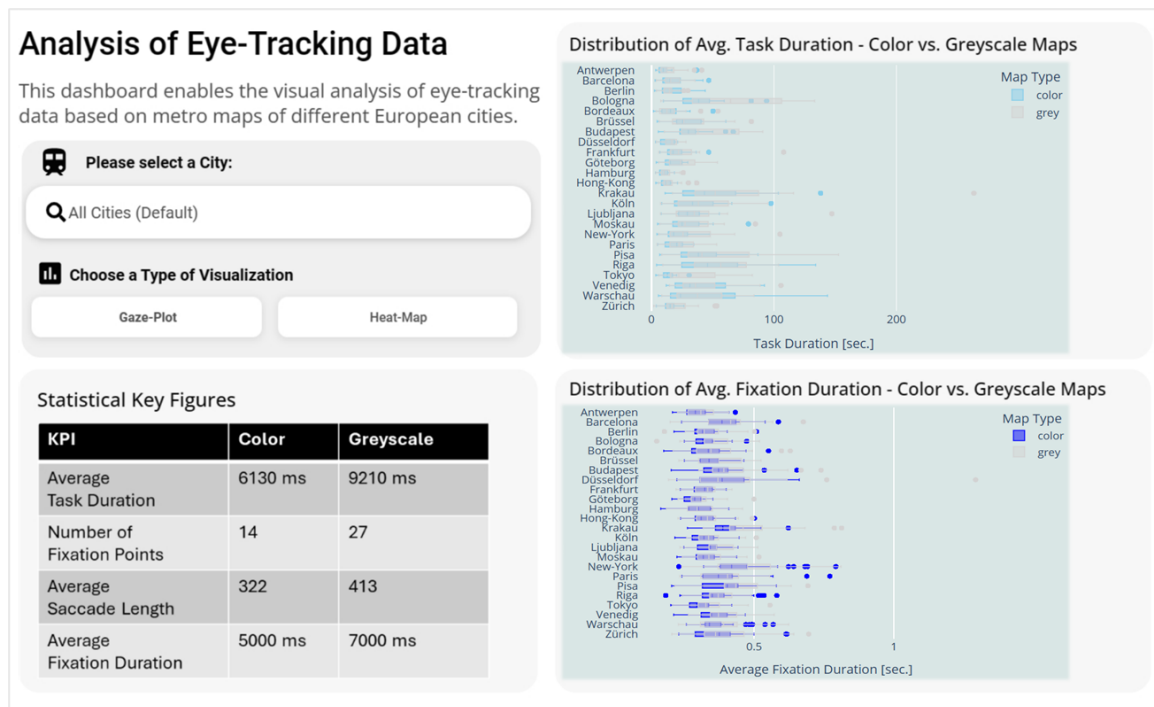 Analysis of Eye-Tracking Data
This dashboard enables the visual analysis of eye-tracking
data based on metro maps of different European cities.
Please select a City:
All Cities (Default)
Choose a Type of Visualization
Gaze-Plot
Heat-Map
Distribution of Avg. Task Duration - Color vs. Greyscale Maps
Antwerpen
Barcelona
Berlin
Bologna
Bordeaux
Brüssel
Budapest
Düsseldorf
Frankfurt
Göteborg
Hamburg
Hong-Kong
Krakau
Köln
Ljubljana
Moskau
New-York
Paris
Pisa
Riga
Tokyo
Venedig
Warschau
Zürich
0 100 200
Task Duration [sec.]
Map Type
color
grey
Statistical Key Figures
KPI Color Greyscale
Average 6130 ms 9210 ms
Task Duration
Number of 14 27
Fixation Points
Average 322 413
Saccade Length
Average 5000 ms 7000 ms
Fixation Duration
Distribution of Avg. Fixation Duration - Color vs. Greyscale Maps
Antwerpen
Barcelona
Berlin
Bologna
Bordeaux
Brüssel
Budapest
Düsseldorf
Frankfurt
Göteborg
Hamburg
Hong-Kong
Krakau
Köln
Ljubljana
Moskau
New-York
Paris
Pisa
Riga
Tokyo
Venedig
Warschau
Zürich
0.5 1
Average Fixation Duration [sec.]
Map Type
color
grey